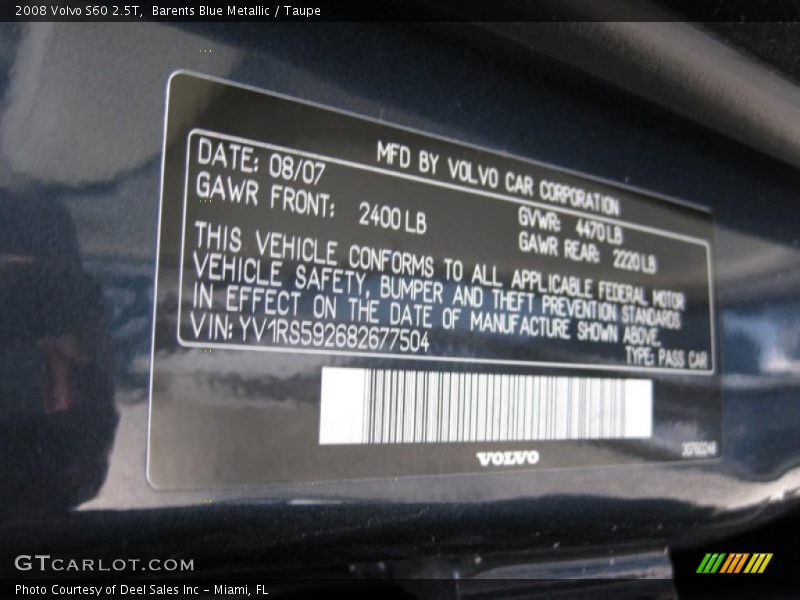 2008 Volvo S60 2.5T, Barents Blue Metallic / Taupe
MFD BY VOLVO CAR CORPORATION
DATE: 08/07
GVWR: 4470 LB
GAWR FRONT: 2400 LB
GAWR REAR: 2220 LB
THIS VEHICLE CONFORMS TO ALL APPLICABLE FEDERAL MOTOR
VEHICLE SAFETY, BUMPER AND THEFT PREVENTION STANDARDS
IN EFFECT ON THE DATE OF MANUFACTURE SHOWN ABOVE.
VIN: YV1RS592682677504
TYPE: PASS CAR
VOLVO
GTCARLOT.COM
Photo Courtesy of Deel Sales Inc - Miami, FL